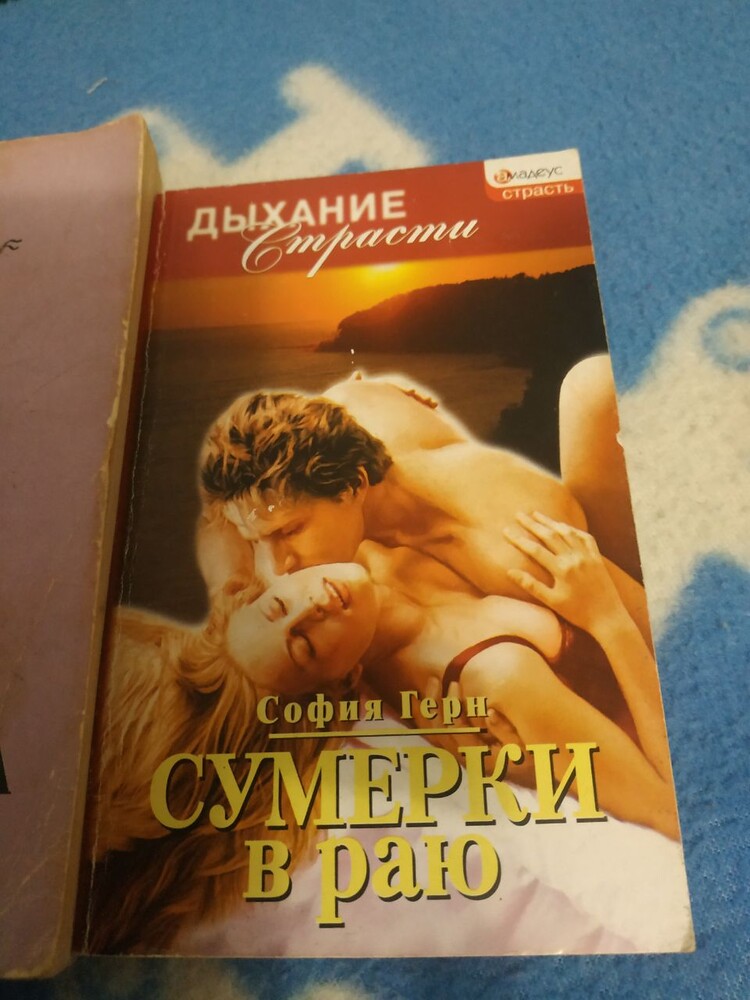 Амадеус
страсть
ДЫХАНИЕ
Страсти
София Герн
СУМЕРКИ
в раю